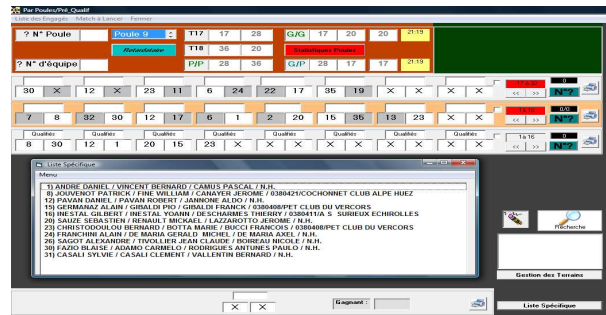 Par Poules/Pré_Qualif
Liste des Engagés Match à Lancer Fermer
? N° Poule Poule 9 T17 17 28 G/G 17 20 20 21:19
Retardataire T18 36 20 Statistiques Poules
? N° d'équipe P/P 28 36 G/P 28 17 17 21:19
30 X 12 X 23 11 6 24 22 17 35 19 X X X X << >> 0 N°?
7 8 32 30 12 17 6 1 2 20 15 35 13 23 X X << >> 0/0 N°?
Qualifiés Qualifiés Qualifiés Qualifiés Qualifiés Qualifiés Qualifiés Qualifiés 1 à 16 0
8 30 12 1 20 15 23 X X X X X X X X X << >> N°?
Liste Spécifique
Menu
1) ANDRE DANIEL / VINCENT BERNARD / CAMUS PASCAL / N.H.
8) JOUVENOT PATRICK / FINE WILLIAM / CANAYER JEROME / 0380421/COCHONNET CLUB ALPE HUEZ
12) PAVAN DANIEL / PAVAN ROBERT / JANNONE ALDO / N.H.
15) GERMANAZ ALAIN / GIBALDI PIO / GIBALDI FRANCK / 0380408/PET CLUB DU VERCORS
16) INESTAL GILBERT / INESTAL YOANN / DESCHARMES THIERRY / 0380411/A S SURIEUX ECHIROLLES
20) SAUZE SEBASTIEN / RENAULT MICKAEL / LAZZAROTTO JEROME / N.H.
23) CHRISTODOULOU BERNARD / BOTTA MARIE / BUCCI FRANCOIS / 0380408/PET CLUB DU VERCORS
24) FRANCHINI ALAIN / DE MARIA GERALD MICHEL / DE MARIA AXEL / N.H.
26) SAGOT ALEXANDRE / TIVOLLIER JEAN CLAUDE / BOIREAU NICOLE / N.H.
30) FAZIO BLAISE / ADAMO CARMELO / RODRIGUES ANTUNES PAULO / N.H.
31) CASALI SYLVIE / CASALI CLEMENT / VALLENTIN BERNARD / N.H.
Recherche
Gestion des Terrains
X X Gagnant : Liste Spécifique